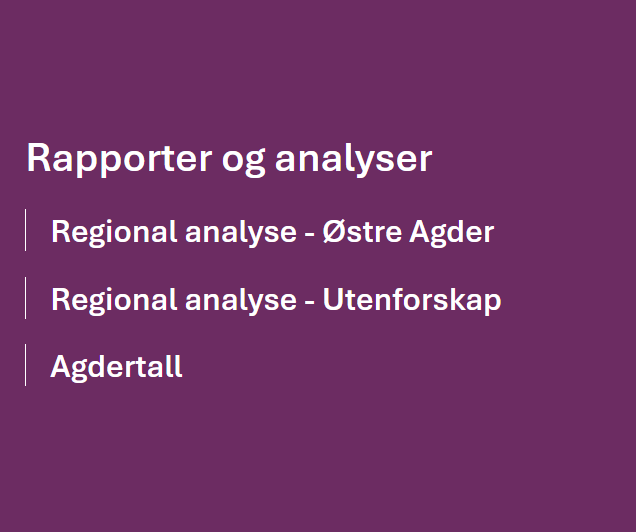 Rapporter og analyser
Regional analyse - Østre Agder
Regional analyse - Utenforskap
Agdertall